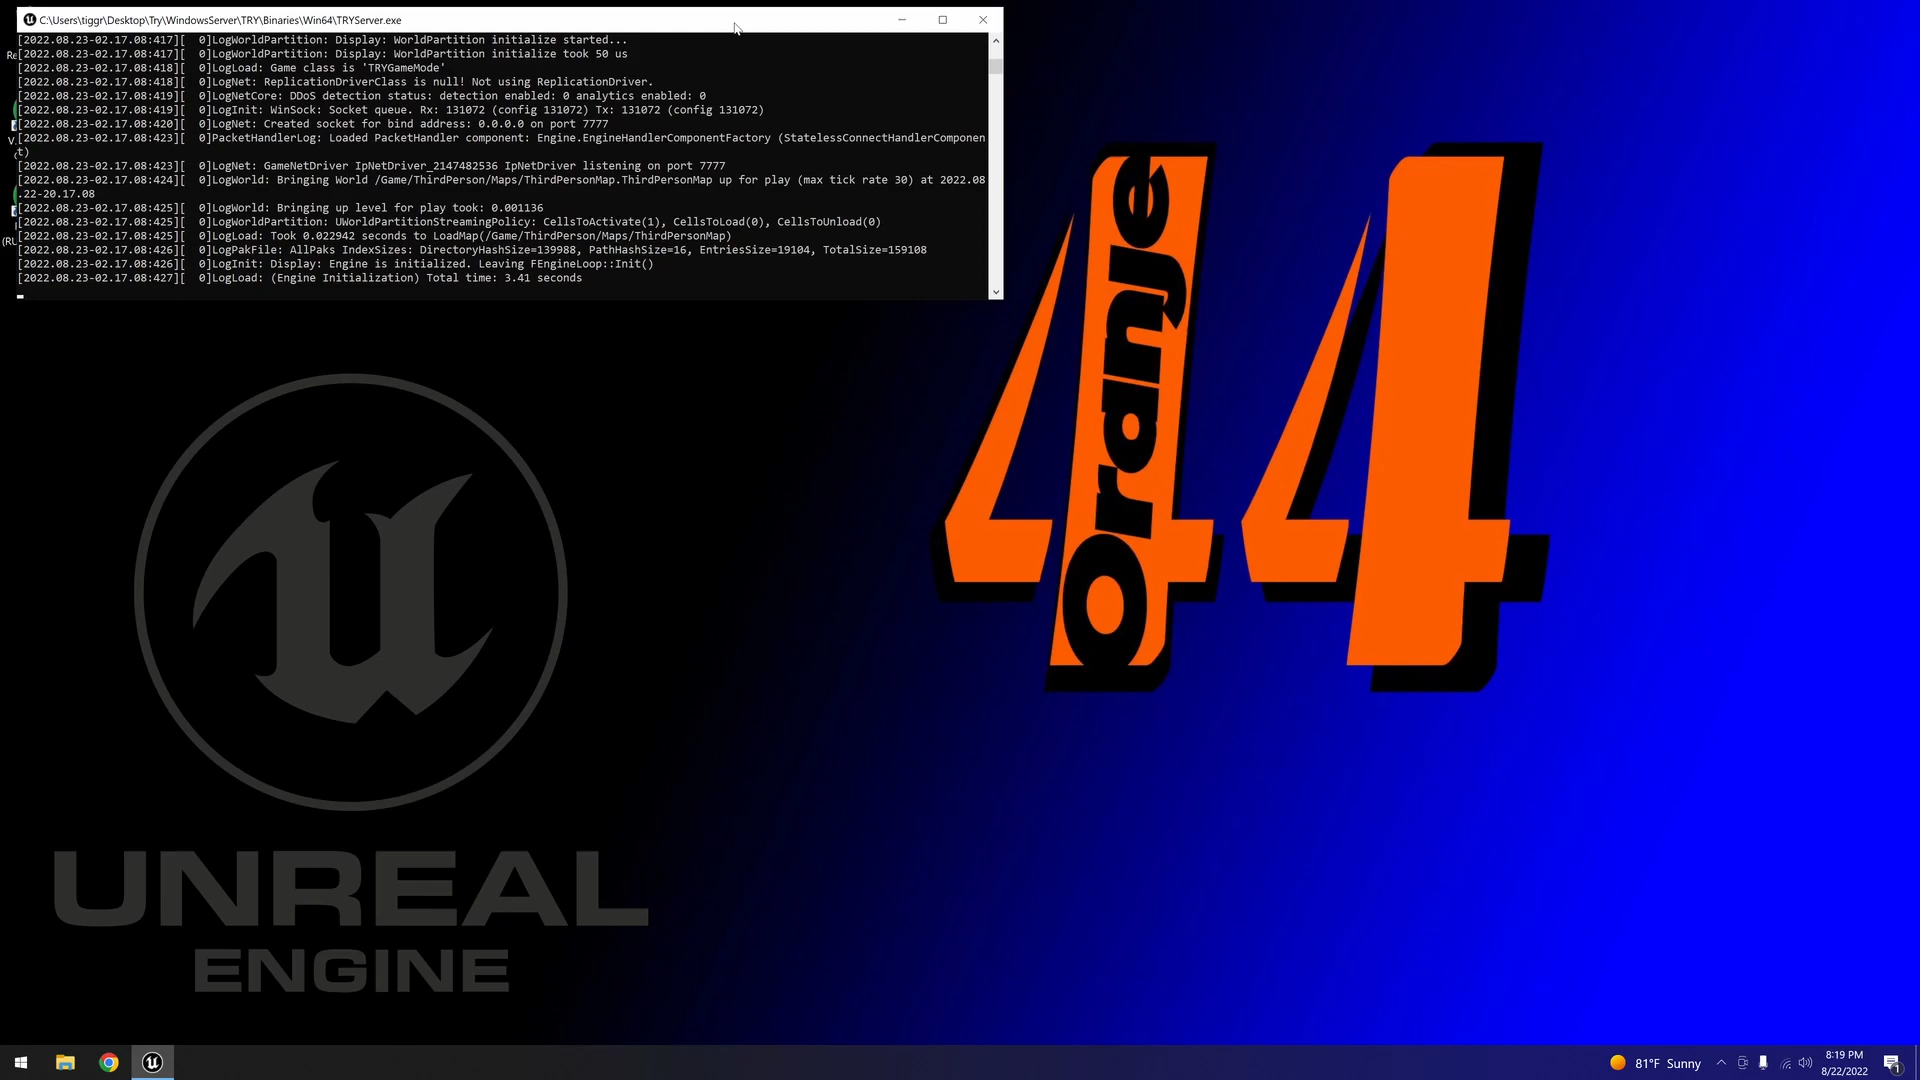 C:\Users\tiggr\Desktop\Try\WindowsServer\TRY\Binaries\Win64\TRYServer.exe
[2022.08.23-02.17.08:417][  0]LogWorldPartition: Display: WorldPartition initialize started...
[2022.08.23-02.17.08:417][  0]LogWorldPartition: Display: WorldPartition initialize took 50 us
[2022.08.23-02.17.08:418][  0]LogLoad: Game class is 'TRYGameMode'
[2022.08.23-02.17.08:418][  0]LogNet: ReplicationDriverClass is null! Not using ReplicationDriver.
[2022.08.23-02.17.08:419][  0]LogNetCore: DDoS detection status: detection enabled: 0 analytics enabled: 0
[2022.08.23-02.17.08:419][  0]LogInit: WinSock: Socket queue. Rx: 131072 (config 131072) Tx: 131072 (config 131072)
[2022.08.23-02.17.08:420][  0]LogNet: Created socket for bind address: 0.0.0.0 on port 7777
[2022.08.23-02.17.08:423][  0]PacketHandlerLog: Loaded PacketHandler component: Engine.EngineHandlerComponentFactory (StatelessConnectHandlerComponen
t)
[2022.08.23-02.17.08:423][  0]LogNet: GameNetDriver IpNetDriver_2147482536 IpNetDriver listening on port 7777
[2022.08.23-02.17.08:424][  0]LogWorld: Bringing World /Game/ThirdPerson/Maps/ThirdPersonMap.ThirdPersonMap up for play (max tick rate 30) at 2022.08
.22-20.17.08
[2022.08.23-02.17.08:425][  0]LogWorld: Bringing up level for play took: 0.001136
[2022.08.23-02.17.08:425][  0]LogWorldPartition: UWorldPartitionStreamingPolicy: CellsToActivate(1), CellsToLoad(0), CellsToUnload(0)
[2022.08.23-02.17.08:425][  0]LogLoad: Took 0.022942 seconds to LoadMap(/Game/ThirdPerson/Maps/ThirdPersonMap)
[2022.08.23-02.17.08:426][  0]LogPakFile: AllPaks IndexSizes: DirectoryHashSize=139988, PathHashSize=16, EntriesSize=19104, TotalSize=159108
[2022.08.23-02.17.08:426][  0]LogInit: Display: Engine is initialized. Leaving FEngineLoop::Init()
[2022.08.23-02.17.08:427][  0]LogLoad: (Engine Initialization) Total time: 3.41 seconds
44
Oranje
UNREAL
ENGINE
81°F Sunny
8:19 PM
8/22/2022
1